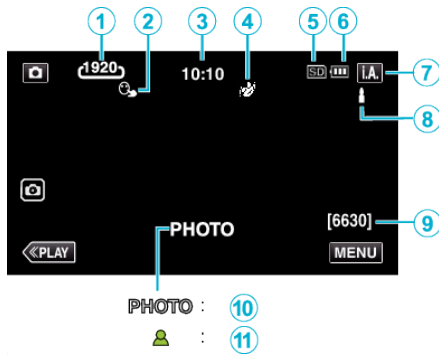 1 2 3 4 5 6
1920 10:10 SD i.A. 7
8
[6630] 9
PHOTO
≪PLAY MENU
PHOTO : 10
: 11